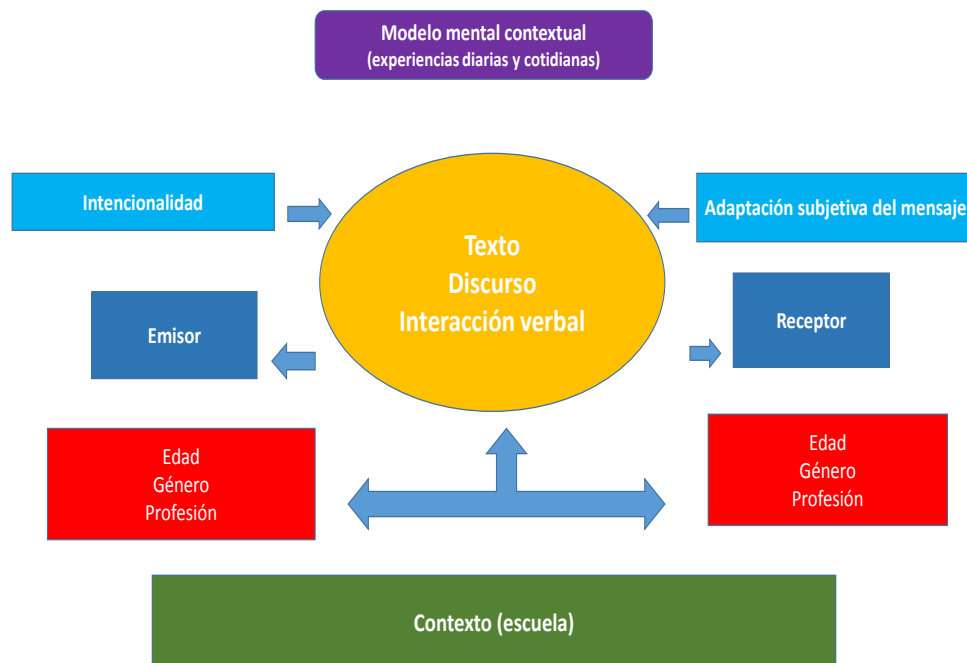 Modelo mental contextual
(experiencias diarias y cotidianas)
Intencionalidad
Adaptación subjetiva del mensaje
Texto
Discurso
Interacción verbal
Emisor
Receptor
Edad
Género
Profesión
Edad
Género
Profesión
Contexto (escuela)